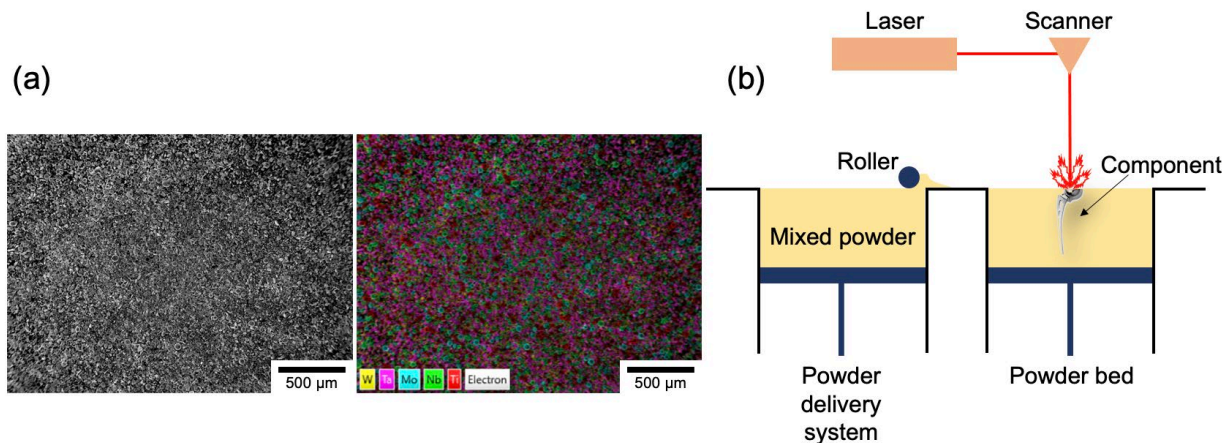 (a)
500 µm
W Ta Mo Nb Ti Electron
500 µm
(b)
Laser
Scanner
Roller
Component
Mixed powder
Powder
delivery
system
Powder bed